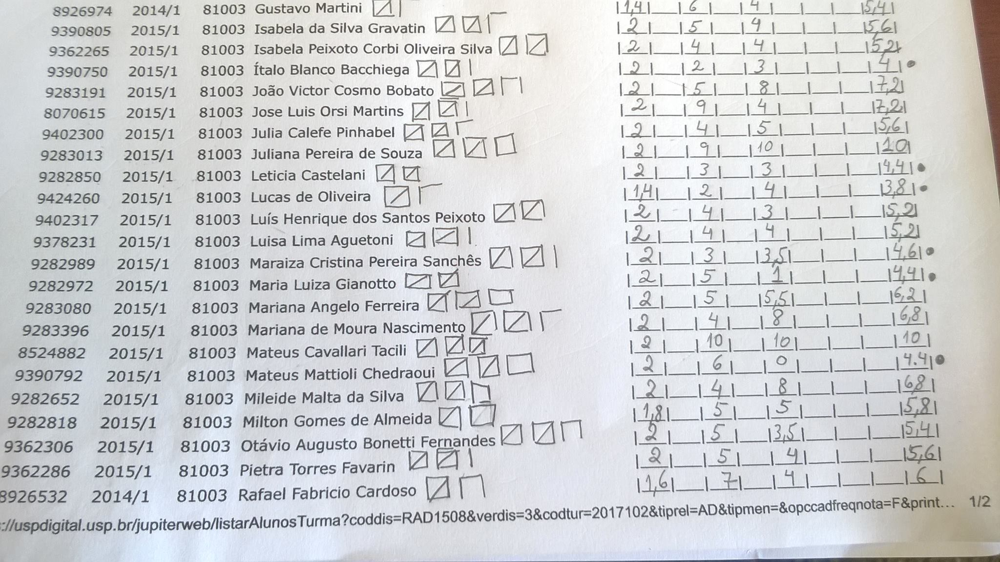 8926974 2014/1 81003 Gustavo Martini 1,4 6 4 5,4
9390805 2015/1 81003 Isabela da Silva Gravatin 2 5 4 5,6
9362265 2015/1 81003 Isabela Peixoto Corbi Oliveira Silva 2 4 4 5,2
9390750 2015/1 81003 Ítalo Blanco Bacchiega 2 2 3 4
9283191 2015/1 81003 João Victor Cosmo Bobato 2 5 8 7,2
8070615 2015/1 81003 Jose Luis Orsi Martins 2 9 4 7,2
9402300 2015/1 81003 Julia Calefe Pinhabel 2 4 5 5,6
9283013 2015/1 81003 Juliana Pereira de Souza 2 9 10 10
9282850 2015/1 81003 Leticia Castelani 2 3 3 4,4
9424260 2015/1 81003 Lucas de Oliveira 1,4 2 4 3,8
9402317 2015/1 81003 Luís Henrique dos Santos Peixoto 2 4 3 5,2
9378231 2015/1 81003 Luisa Lima Aguetoni 2 4 4 5,2
9282989 2015/1 81003 Maraiza Cristina Pereira Sanchês 2 3 3,5 4,6
9282972 2015/1 81003 Maria Luiza Gianotto 2 5 1 4,4
9283080 2015/1 81003 Mariana Angelo Ferreira 2 5 5,5 6,2
9283396 2015/1 81003 Mariana de Moura Nascimento 2 4 8 6,8
8524882 2015/1 81003 Mateus Cavallari Tacili 2 10 10 10
9390792 2015/1 81003 Mateus Mattioli Chedraoui 2 6 0 4.4
9282652 2015/1 81003 Mileide Malta da Silva 2 4 8 6,8
9282818 2015/1 81003 Milton Gomes de Almeida 1,8 5 5 5,8
9362306 2015/1 81003 Otávio Augusto Bonetti Fernandes 2 5 3,5 5,4
9362286 2015/1 81003 Pietra Torres Favarin 2 5 4 5,6
8926532 2014/1 81003 Rafael Fabricio Cardoso 1,6 7 4 6
://uspdigital.usp.br/jupiterweb/listarAlunosTurma?coddis=RAD1508&verdis=3&codtur=2017102&tiprel=AD&tipmen=&opccadfreqnota=F&print... 1/2